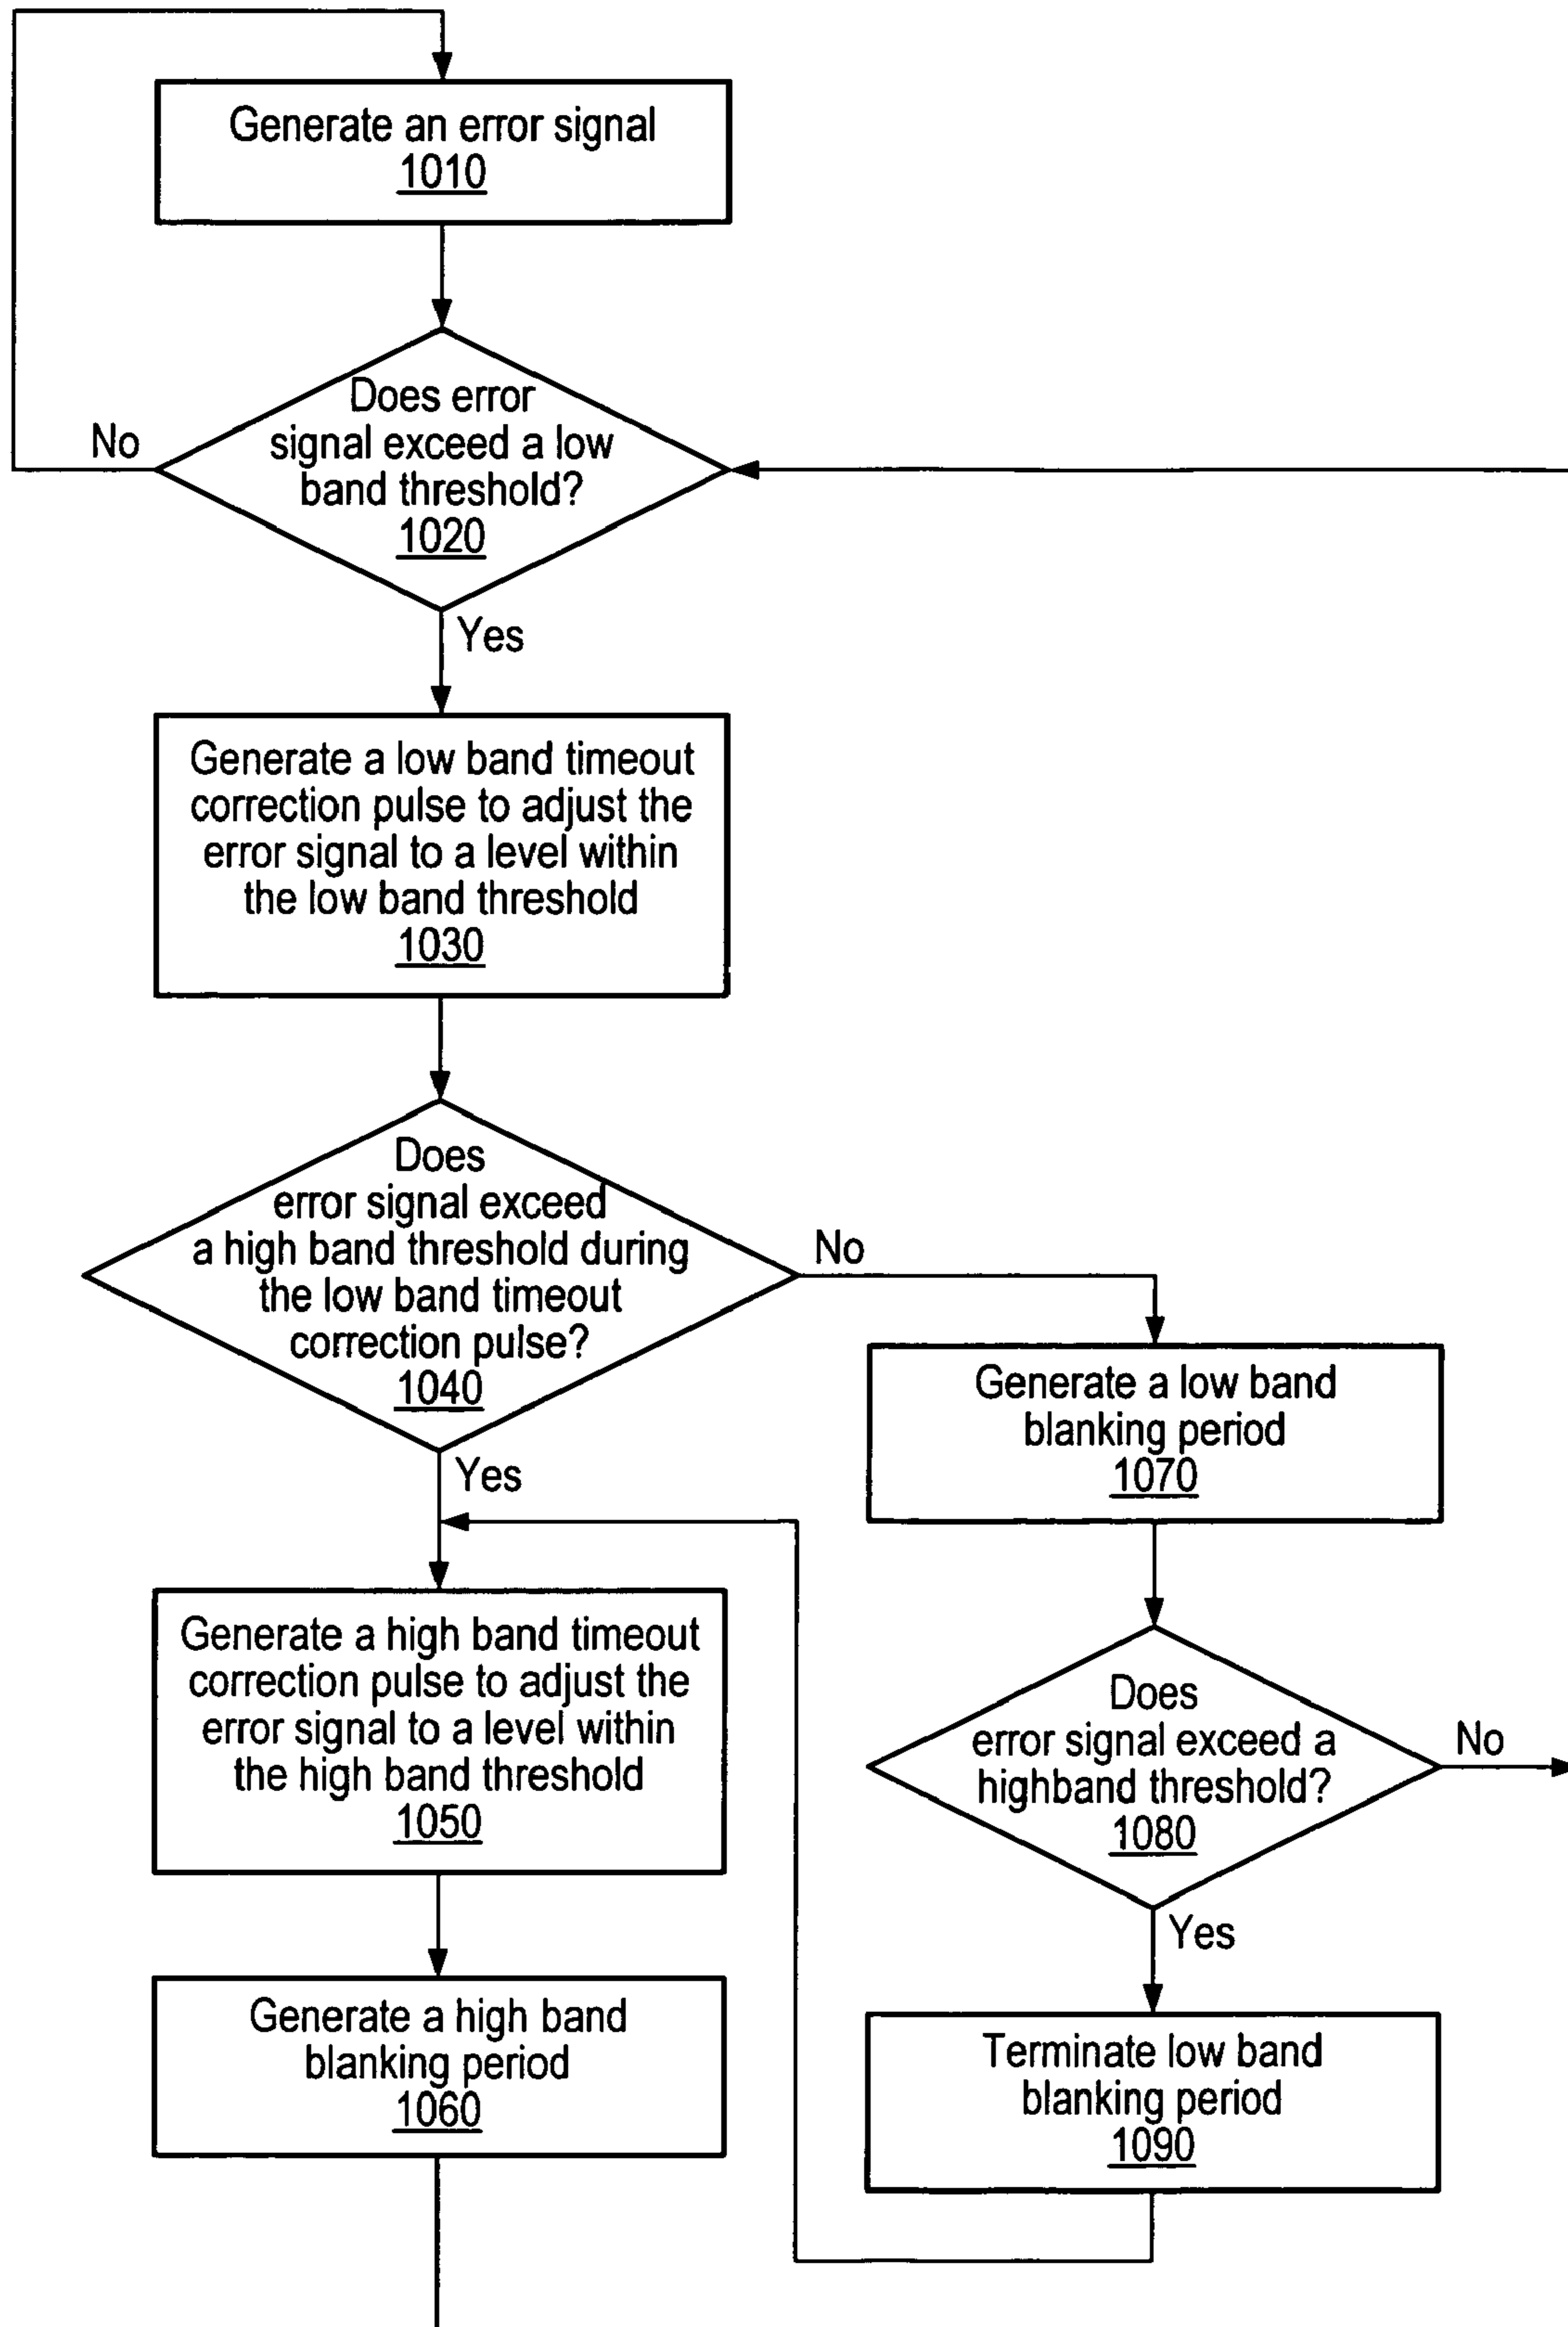 Generate an error signal
1010
Does error
signal exceed a low
band threshold?
1020
No
Yes
Generate a low band timeout
correction pulse to adjust the
error signal to a level within
the low band threshold
1030
Does
error signal exceed
a high band threshold during
the low band timeout
correction pulse?
1040
No
Yes
Generate a low band
blanking period
1070
Generate a high band timeout
correction pulse to adjust the
error signal to a level within
the high band threshold
1050
Does
error signal exceed a
highband threshold?
1080
No
Yes
Generate a high band
blanking period
1060
Terminate low band
blanking period
1090